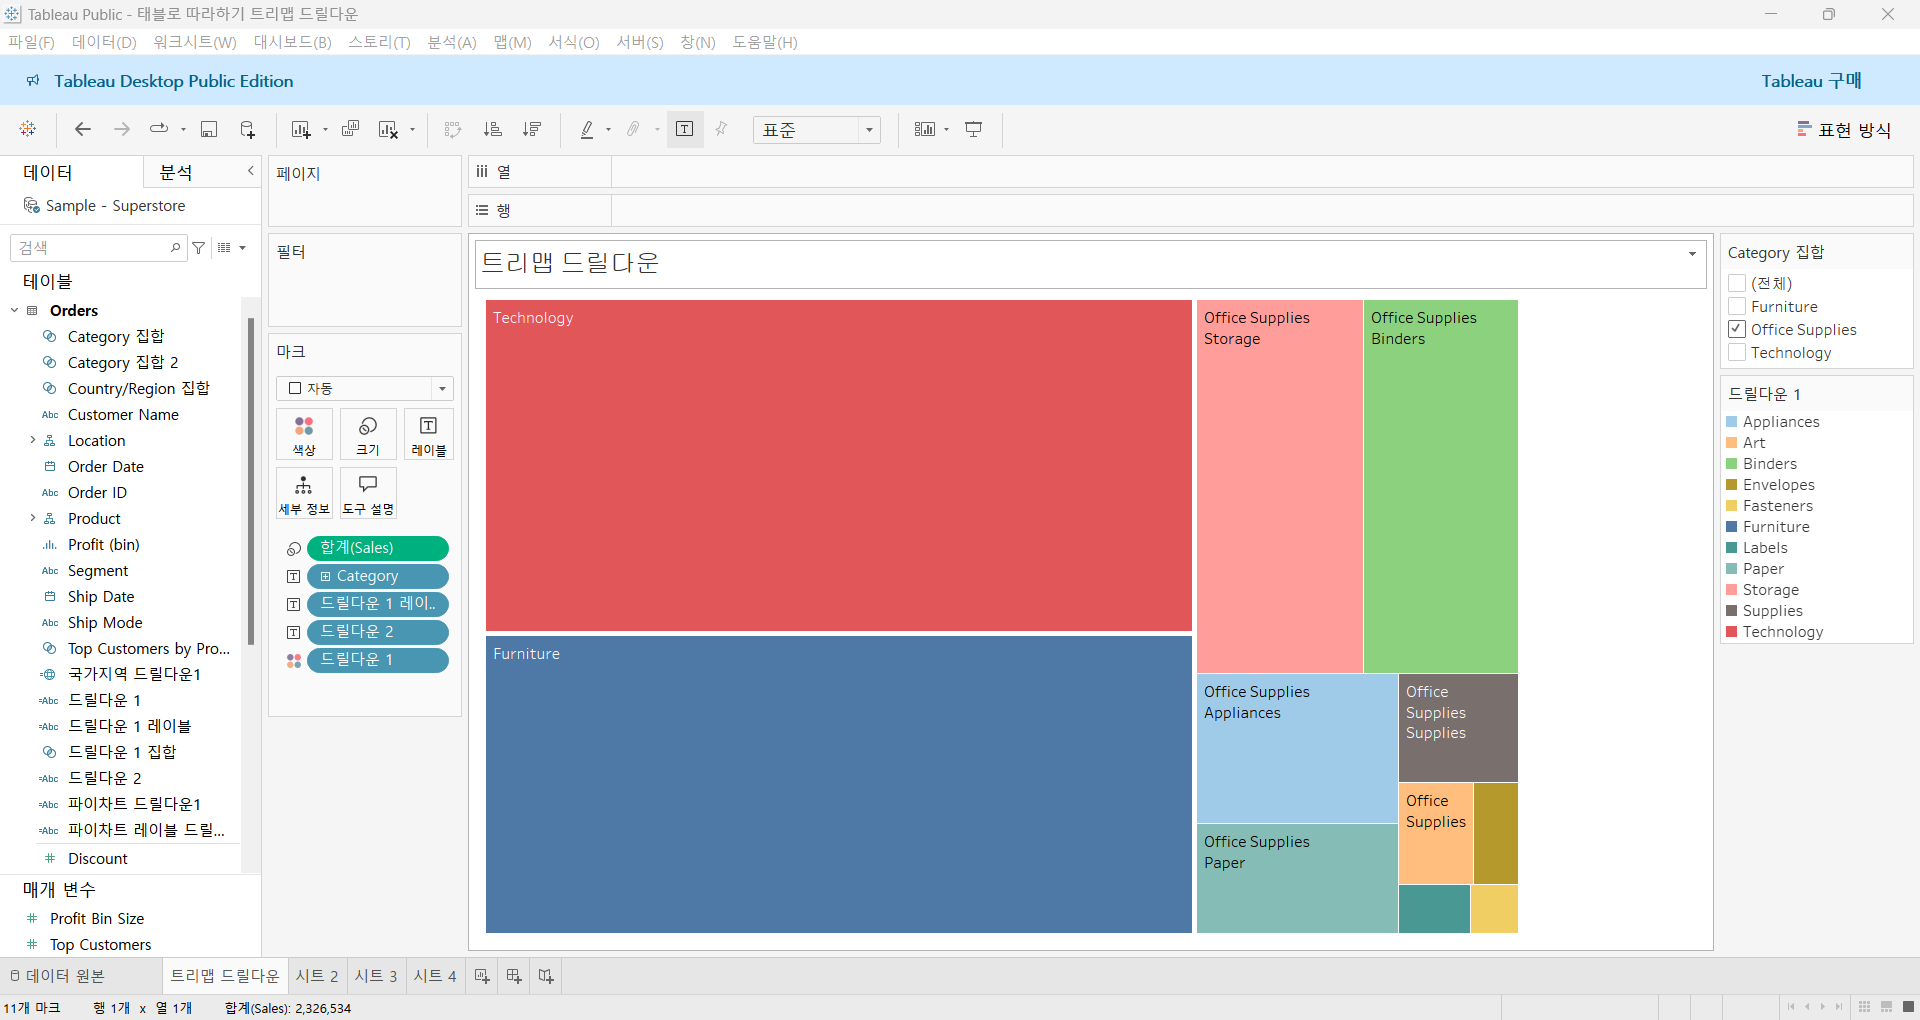 Tableau Public - 태블로 따라하기 트리맵 드릴다운
파일(F) 데이터(D) 워크시트(W) 대시보드(B) 스토리(T) 분석(A) 맵(M) 서식(O) 서버(S) 창(N) 도움말(H)
Tableau Desktop Public Edition
Tableau 구매
표준
표현 방식
데이터
분석
Sample - Superstore
검색
테이블
Orders
Category 집합
Category 집합 2
Country/Region 집합
Abc Customer Name
Location
Order Date
Abc Order ID
Product
Profit (bin)
Abc Segment
Ship Date
Abc Ship Mode
Top Customers by Pro...
국가지역 드릴다운1
=Abc 드릴다운 1
=Abc 드릴다운 1 레이블
드릴다운 1 집합
=Abc 드릴다운 2
=Abc 파이차트 드릴다운1
=Abc 파이차트 레이블 드릴...
# Discount
매개 변수
# Profit Bin Size
# Top Customers
페이지
필터
마크
자동
색상
크기
레이블
세부 정보
도구 설명
합계(Sales)
Category
드릴다운 1 레이..
드릴다운 2
드릴다운 1
열
행
트리맵 드릴다운
Technology
Furniture
Office Supplies
Storage
Office Supplies
Binders
Office Supplies
Appliances
Office
Supplies
Supplies
Office Supplies
Paper
Office
Supplies
Category 집합
(전체)
Furniture
Office Supplies
Technology
드릴다운 1
Appliances
Art
Binders
Envelopes
Fasteners
Furniture
Labels
Paper
Storage
Supplies
Technology
데이터 원본
트리맵 드릴다운
시트 2
시트 3
시트 4
11개 마크
행 1개 x 열 1개
합계(Sales): 2,326,534